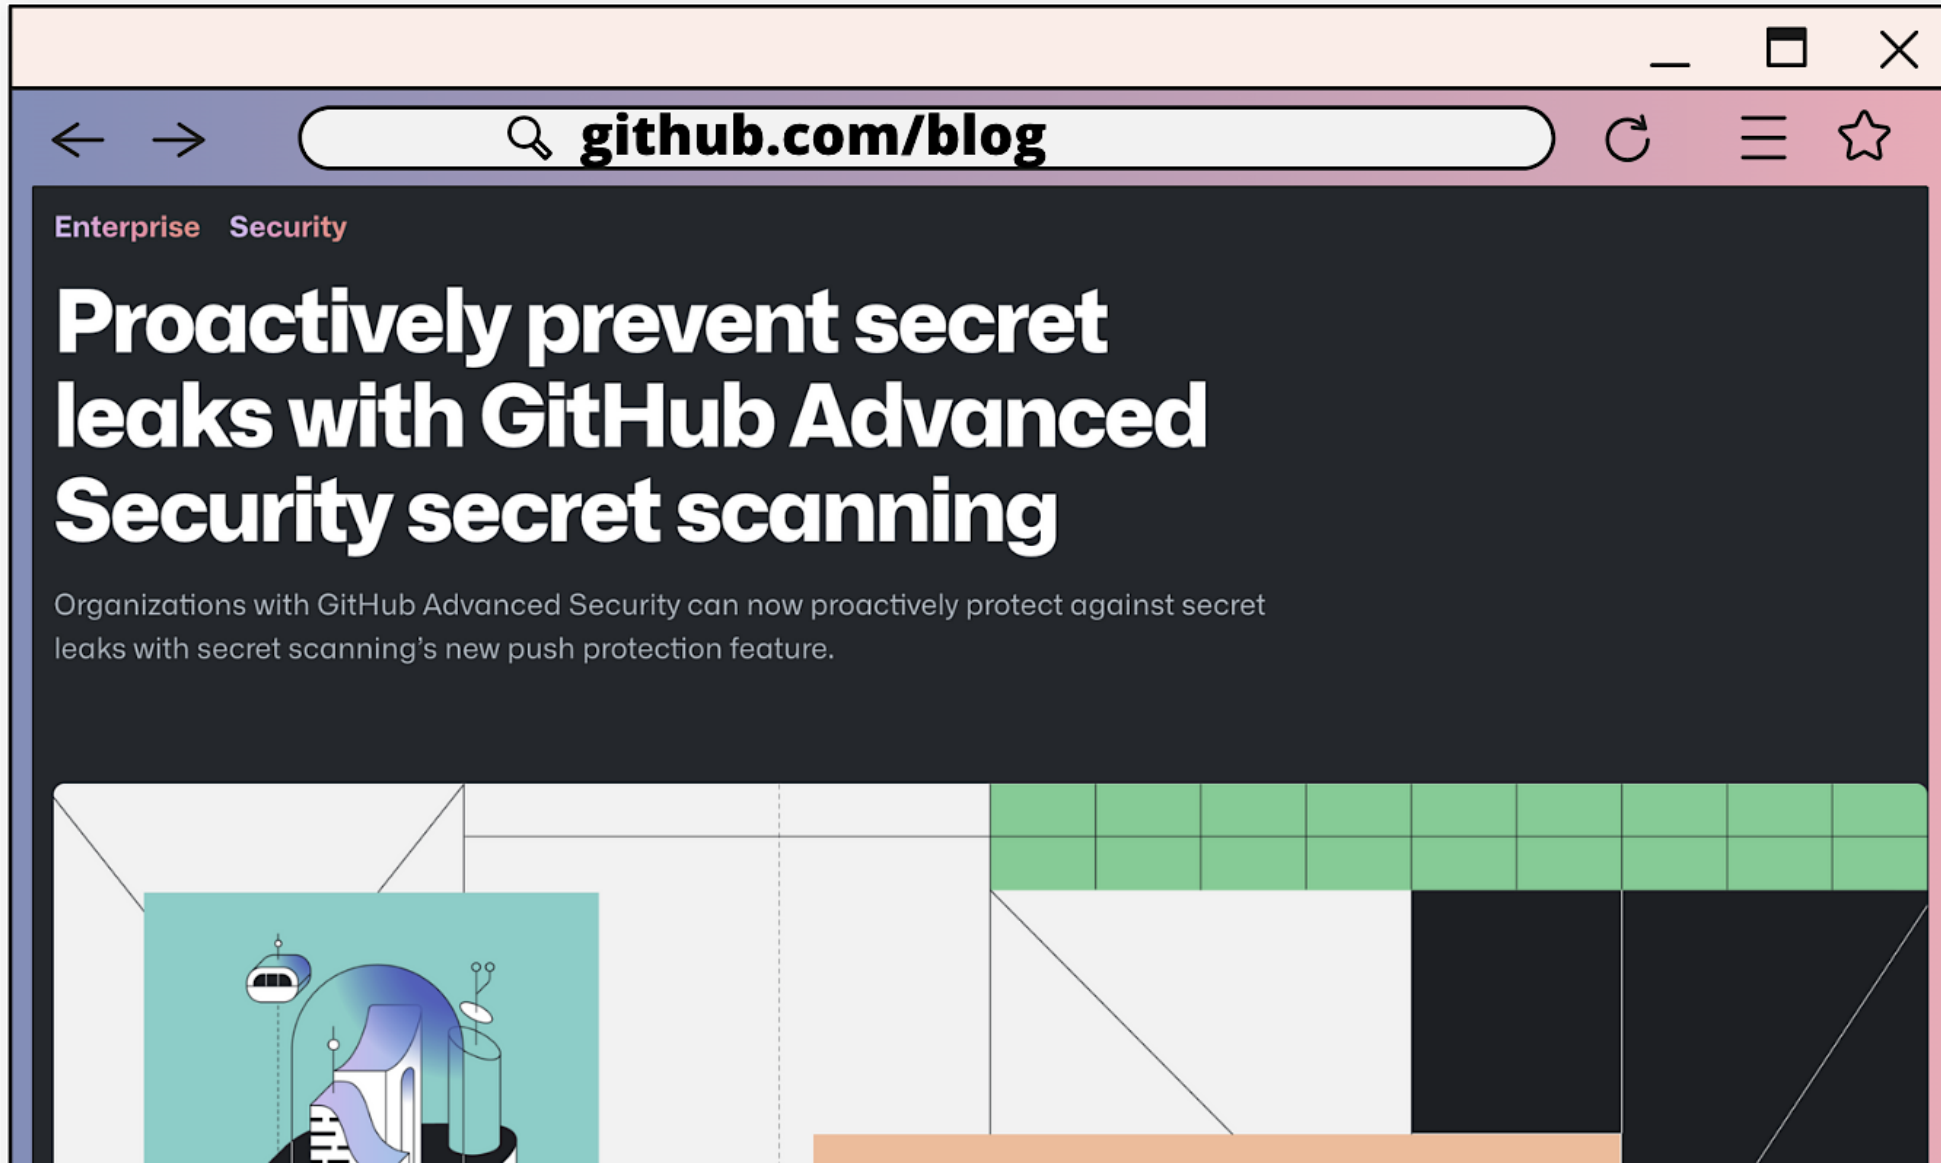 github.com/blog
Enterprise Security
Proactively prevent secret
leaks with GitHub Advanced
Security secret scanning
Organizations with GitHub Advanced Security can now proactively protect against secret
leaks with secret scanning’s new push protection feature.